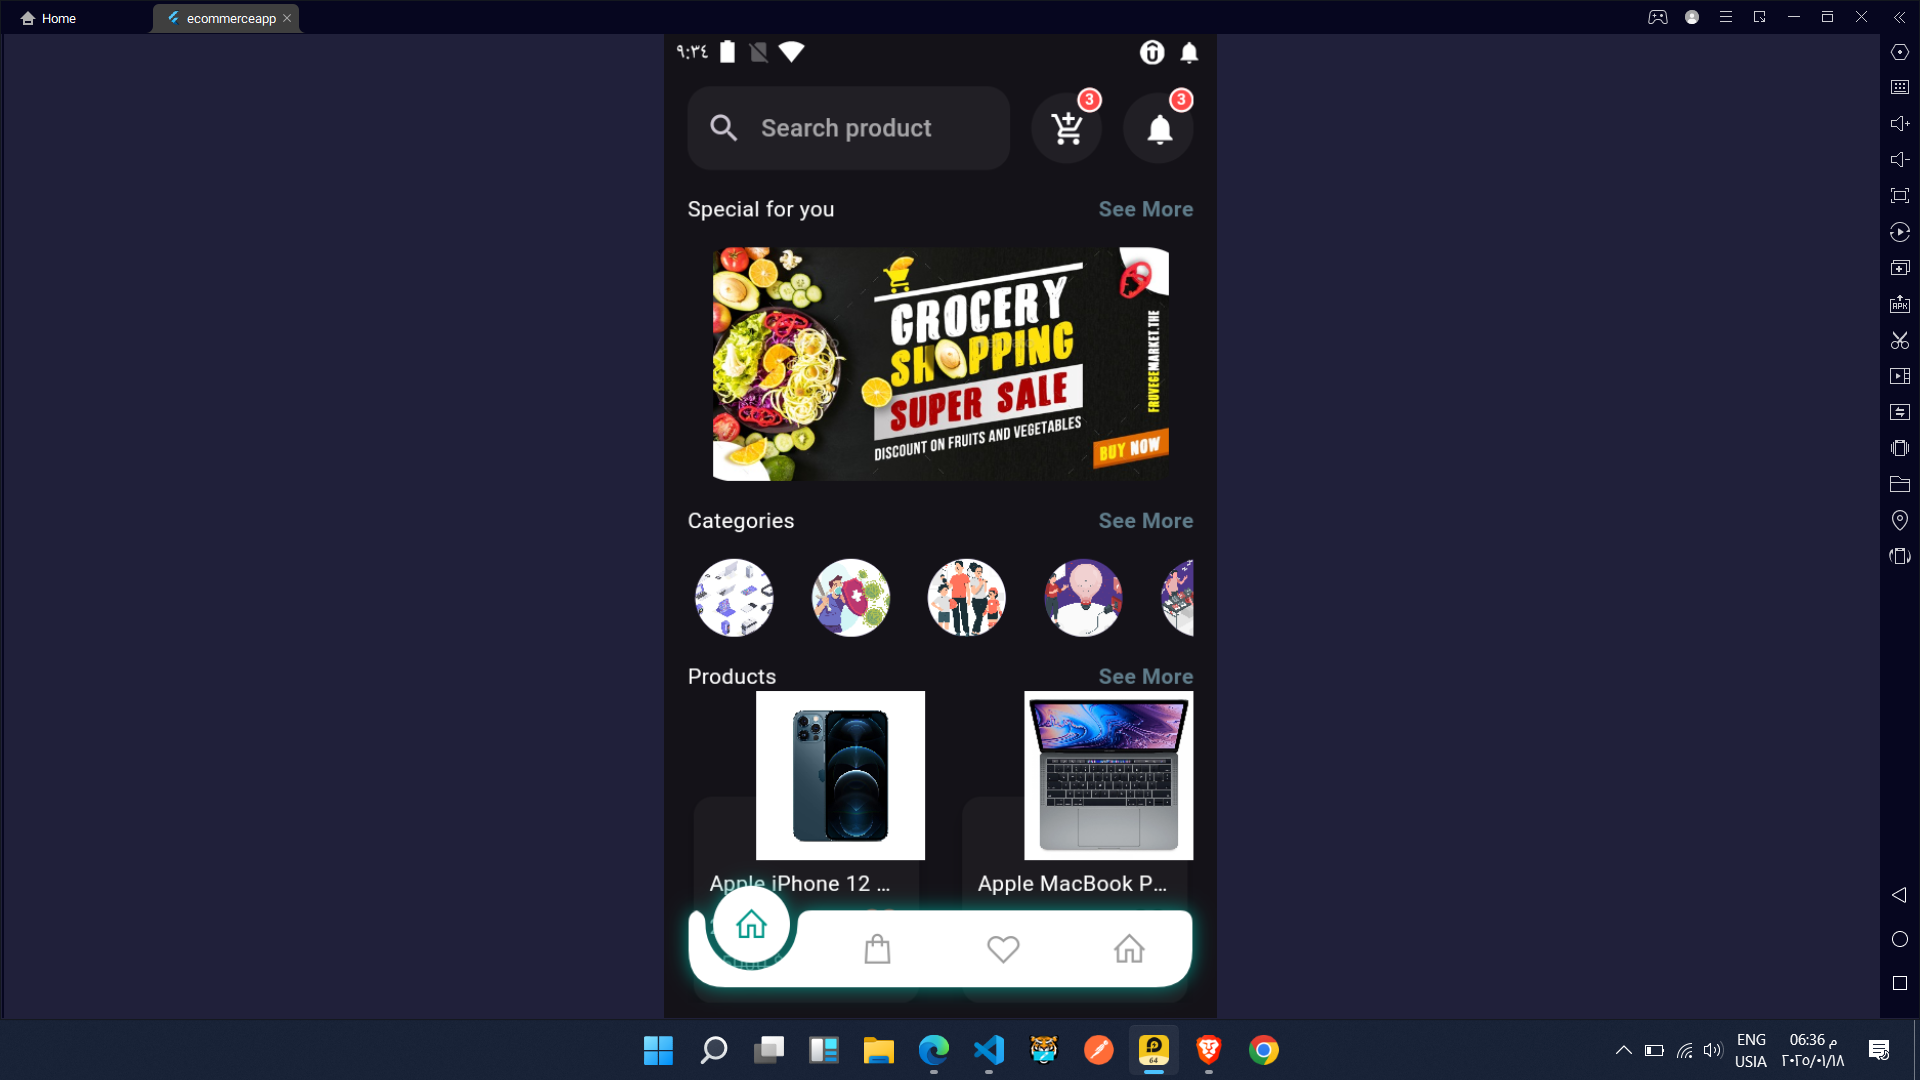 Home
ecommerceapp
٩:٣٤
Search product
3
3
Special for you
See More
GROCERY
SHOPPING
SUPER SALE
DISCOUNT ON FRUITS AND VEGETABLES
FRUVEGEMARKET.THE
BUY NOW
Categories
See More
Products
See More
Apple iPhone 12 ...
Apple MacBook P...
64
ENG
USIA
06:36 م
٢٠٢٥/٠١/١٨